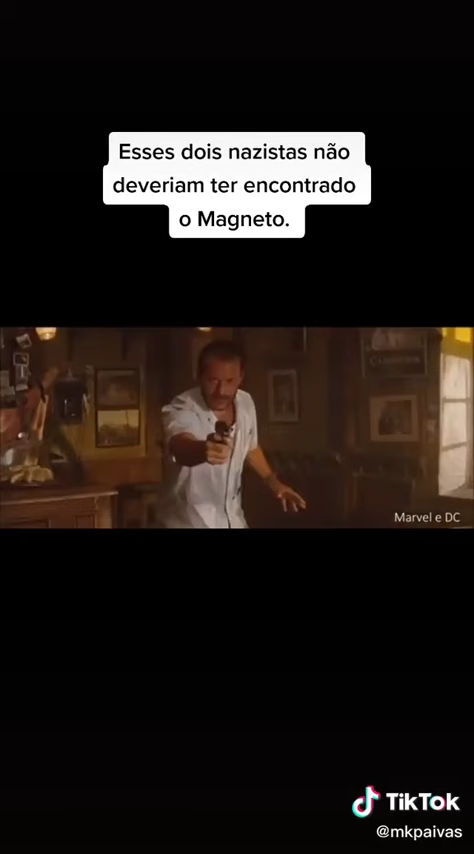 Esses dois nazistas não
deveriam ter encontrado
o Magneto.
Marvel e DC
TikTok
@mkpaivas